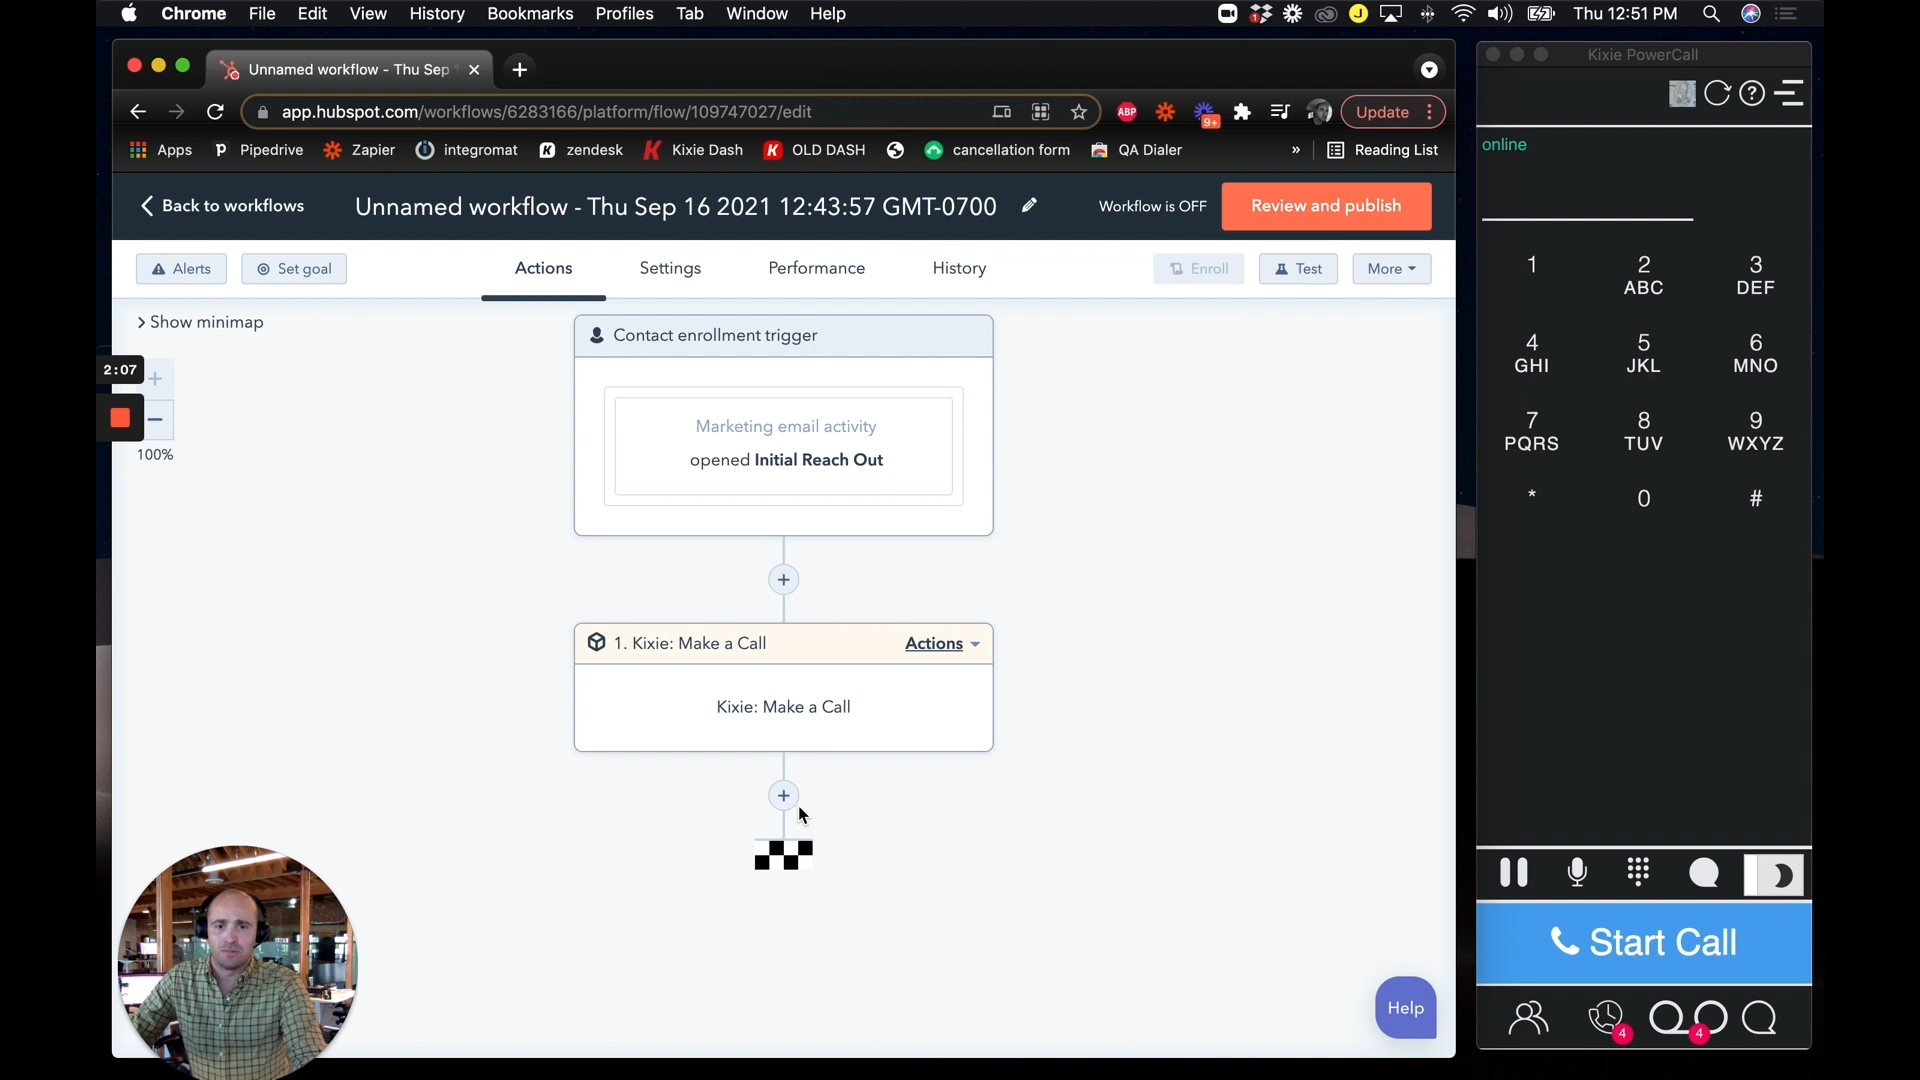 Chrome File Edit View History Bookmarks Profiles Tab Window Help
1 J Thu 12:51 PM
Unnamed workflow - Thu Sep
Kixie PowerCall
app.hubspot.com/workflows/6283166/platform/flow/109747027/edit
ABP 9+ Update
Apps Pipedrive Zapier integromat zendesk Kixie Dash OLD DASH cancellation form QA Dialer » Reading List
online
Back to workflows Unnamed workflow - Thu Sep 16 2021 12:43:57 GMT-0700 Workflow is OFF Review and publish
Alerts Set goal Actions Settings Performance History Enroll Test More
Show minimap
Contact enrollment trigger
2:07
+
Marketing email activity
opened Initial Reach Out
100%
+
1. Kixie: Make a Call Actions
Kixie: Make a Call
+
Help
1 2 3
ABC DEF
4 5 6
GHI JKL MNO
7 8 9
PQRS TUV WXYZ
* 0 #
Start Call
4 4